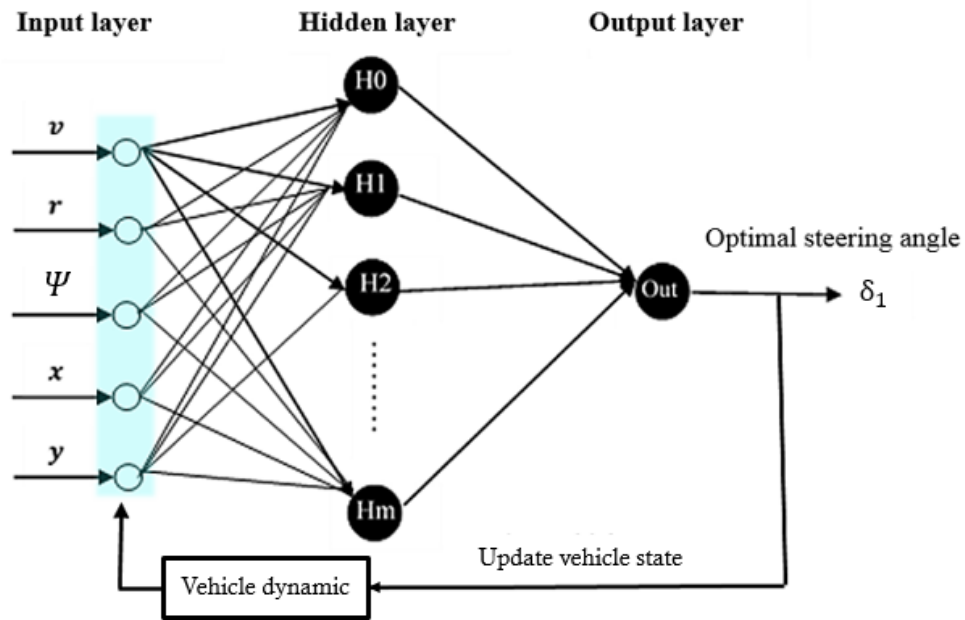 Input layer
Hidden layer
Output layer
v
r
Ψ
x
y
H0
H1
H2
Hm
Out
Optimal steering angle
δ₁
Update vehicle state
Vehicle dynamic